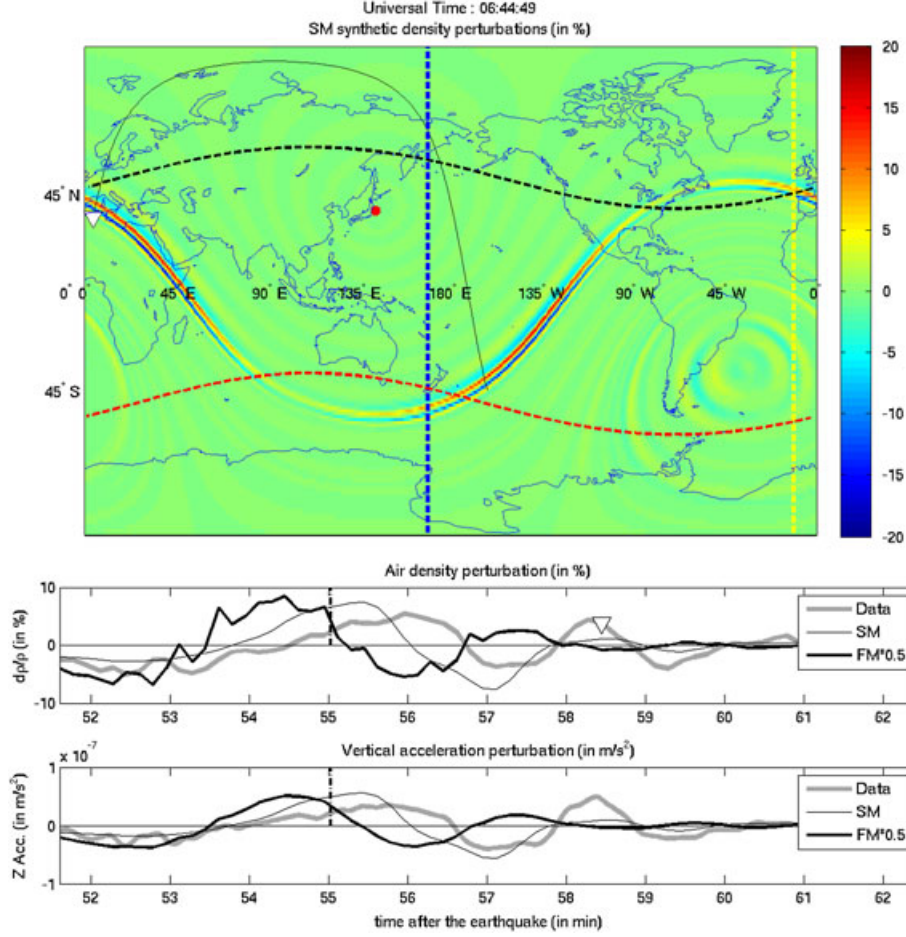 Universal Time : 06:44:49
SM synthetic density perturbations (in %)
20
15
10
5
0
-5
-10
-15
-20
45° N
0°
45° S
0° 45° E 90° E 135° E 180° E 135° W 90° W 45° W 0°
Air density perturbation (in %)
dρ/ρ (in %)
10
0
-10
Data
SM
FM*0.5
52 53 54 55 56 57 58 59 60 61 62
x 10⁻⁷
Vertical acceleration perturbation (in m/s²)
Z Acc. (in m/s²)
1
0
-1
Data
SM
FM*0.5
52 53 54 55 56 57 58 59 60 61 62
time after the earthquake (in min)